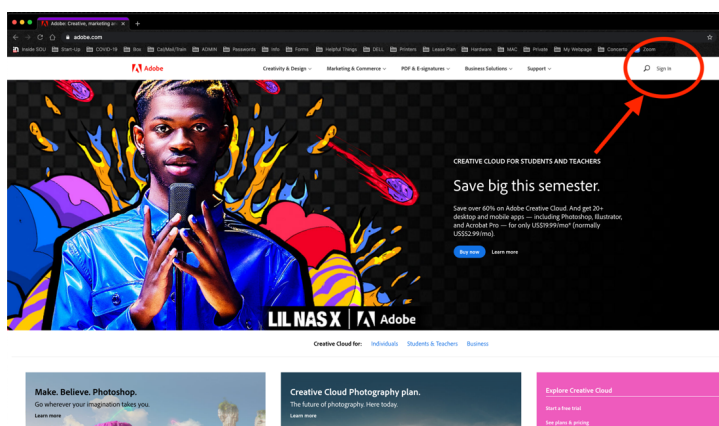 Adobe: Creative, marketing an
adobe.com
Inside SOU Start-Up COVID-19 Box Cal/Mail/Train ADMIN Passwords Info Forms Helpful Things DELL Printers Lease Plan Hardware MAC Private My Webpage Concerts Zoom
Adobe Creativity & Design Marketing & Commerce PDF & E-signatures Business Solutions Support Sign In
CREATIVE CLOUD FOR STUDENTS AND TEACHERS
Save big this semester.
Save over 60% on Adobe Creative Cloud. And get 20+
desktop and mobile apps — including Photoshop, Illustrator,
and Acrobat Pro — for only US$19.99/mo* (normally
US$52.99/mo).
Buy now Learn more
LIL NAS X | Adobe
Creative Cloud for: Individuals Students & Teachers Business
Make. Believe. Photoshop.
Go wherever your imagination takes you.
Learn more
Creative Cloud Photography plan.
The future of photography. Here today.
Learn more
Explore Creative Cloud
Start a free trial
See plans & pricing